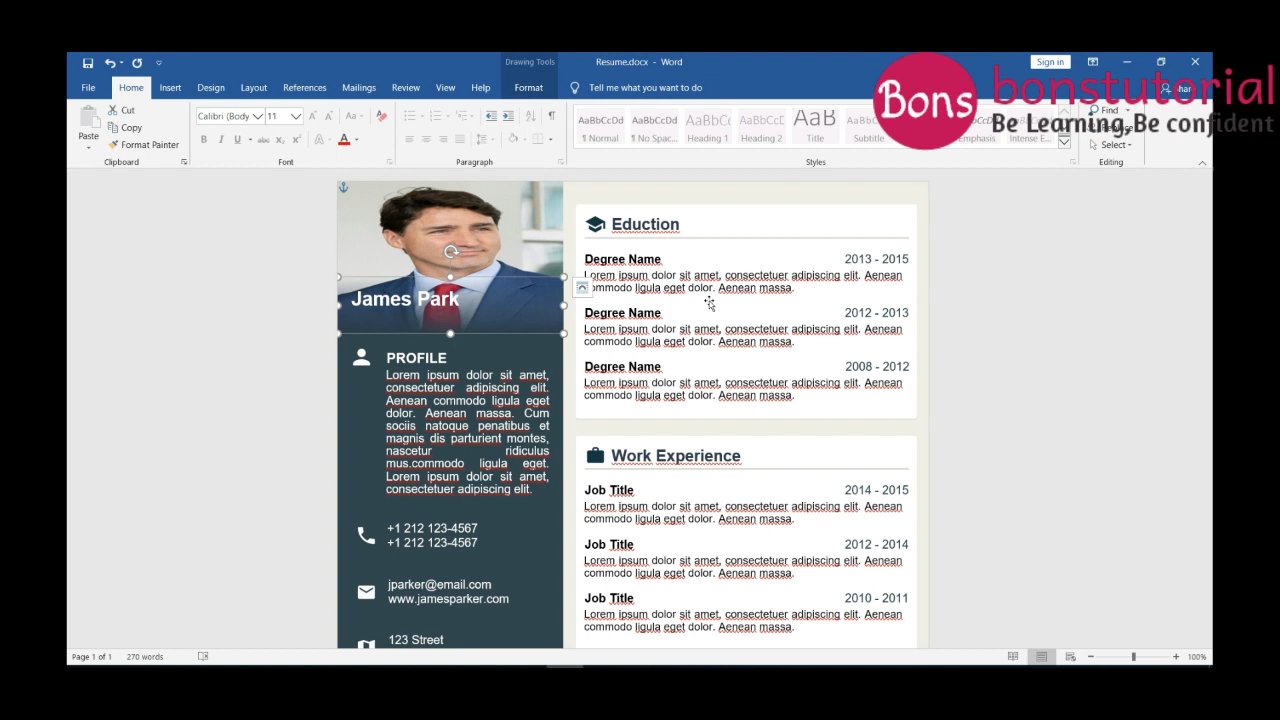 Drawing Tools
Resume.docx - Word
Sign in
File Home Insert Design Layout References Mailings Review View Help Format Tell me what you want to do
Bons
bonstutorial
Be Learning,Be confident
Paste
Cut
Copy
Format Painter
Clipboard
Calibri (Body 11
Font
Paragraph
AaBbCcDd
¶ Normal
AaBbCcDd
¶ No Spac...
AaBbCc
Heading 1
AaBbCcC
Heading 2
AaB
Title
Subtitle
Emphasis
Intense E...
Styles
Find
Select
Editing
James Park
PROFILE
Lorem ipsum dolor sit amet,
consectetuer adipiscing elit.
Aenean commodo ligula eget
dolor. Aenean massa. Cum
sociis natoque penatibus et
magnis dis parturient montes,
nascetur ridiculus
mus.commodo ligula eget.
Lorem ipsum dolor sit amet,
consectetuer adipiscing elit.
+1 212 123-4567
+1 212 123-4567
jparker@email.com
www.jamesparker.com
123 Street
Eduction
Degree Name 2013 - 2015
Lorem ipsum dolor sit amet, consectetuer adipiscing elit. Aenean
commodo ligula eget dolor. Aenean massa.
Degree Name 2012 - 2013
Lorem ipsum dolor sit amet, consectetuer adipiscing elit. Aenean
commodo ligula eget dolor. Aenean massa.
Degree Name 2008 - 2012
Lorem ipsum dolor sit amet, consectetuer adipiscing elit. Aenean
commodo ligula eget dolor. Aenean massa.
Work Experience
Job Title 2014 - 2015
Lorem ipsum dolor sit amet, consectetuer adipiscing elit. Aenean
commodo ligula eget dolor. Aenean massa.
Job Title 2012 - 2014
Lorem ipsum dolor sit amet, consectetuer adipiscing elit. Aenean
commodo ligula eget dolor. Aenean massa.
Job Title 2010 - 2011
Lorem ipsum dolor sit amet, consectetuer adipiscing elit. Aenean
commodo ligula eget dolor. Aenean massa.
Page 1 of 1 270 words
100%